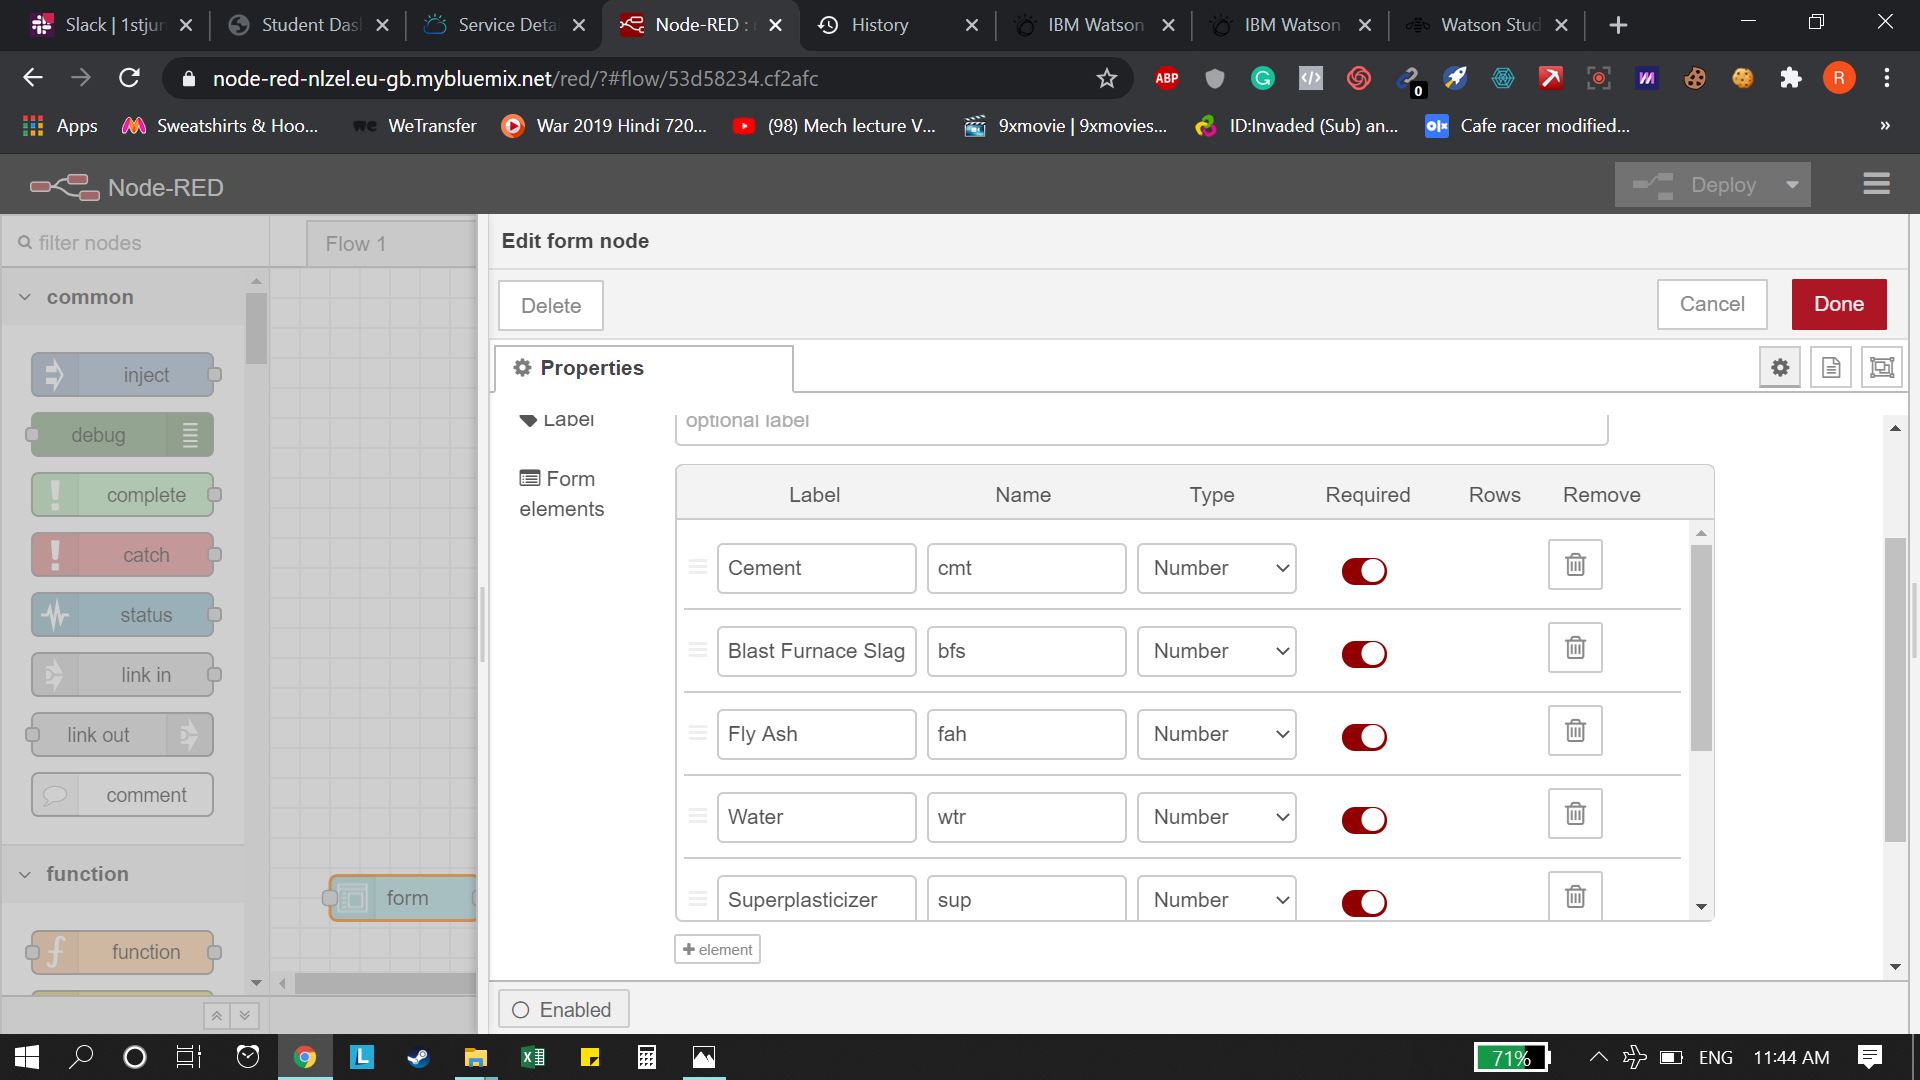 Slack | 1stjun
Student Das
Service Deta
Node-RED :
History
IBM Watson
IBM Watson
Watson Stud
node-red-nlzel.eu-gb.mybluemix.net/red/?#flow/53d58234.cf2afc
ABP
0
R
Apps
Sweatshirts & Hoo...
we WeTransfer
War 2019 Hindi 720...
(98) Mech lecture V...
9xmovie | 9xmovies...
ID:Invaded (Sub) an...
olx Cafe racer modified...
»
Node-RED
Deploy
filter nodes
Flow 1
Edit form node
common
Delete
Cancel
Done
Properties
inject
debug
complete
catch
status
link in
link out
comment
function
form
function
Label
optional label
Form elements
Label Name Type Required Rows Remove
Cement cmt Number
Blast Furnace Slag bfs Number
Fly Ash fah Number
Water wtr Number
Superplasticizer sup Number
+ element
Enabled
L
71%
ENG
11:44 AM